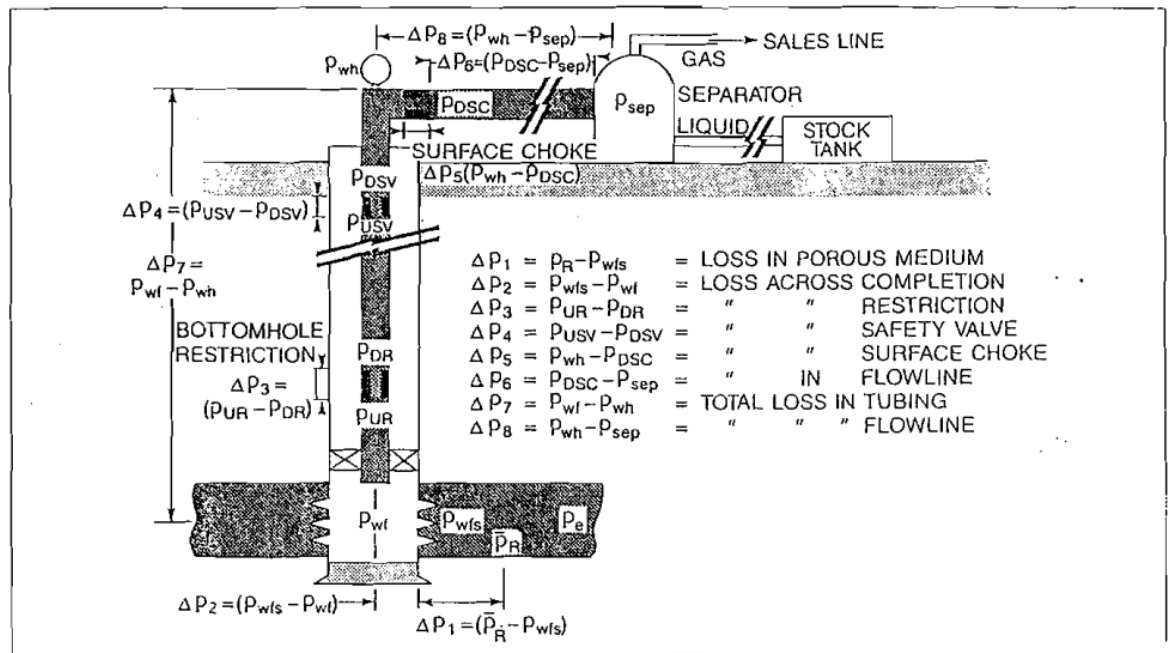 ΔP8=(Pwh–Psep)
SALES LINE
GAS
Pwh
ΔP6=(PDSC–Psep)
PDSC
Psep
SEPARATOR
LIQUID
STOCK
TANK
SURFACE CHOKE
PDSV
ΔP5(Pwh–PDSC)
ΔP4=(PUSV–PDSV)
PUSV
ΔP7=
Pwf–Pwh
ΔP1 = PR–Pwfs = LOSS IN POROUS MEDIUM
ΔP2 = Pwfs–Pwf = LOSS ACROSS COMPLETION
ΔP3 = PUR–PDR = " " RESTRICTION
ΔP4 = PUSV–PDSV = " " SAFETY VALVE
ΔP5 = Pwh–PDSC = " " SURFACE CHOKE
ΔP6 = PDSC–Psep = " IN FLOWLINE
ΔP7 = Pwf–Pwh = TOTAL LOSS IN TUBING
ΔP8 = Pwh–Psep = " " " FLOWLINE
BOTTOMHOLE
RESTRICTION
PDR
ΔP3=
(PUR–PDR)
PUR
Pwf
Pwfs
Pe
P̄R
ΔP2=(Pwfs–Pwf)
ΔP1=(P̄R–Pwfs)